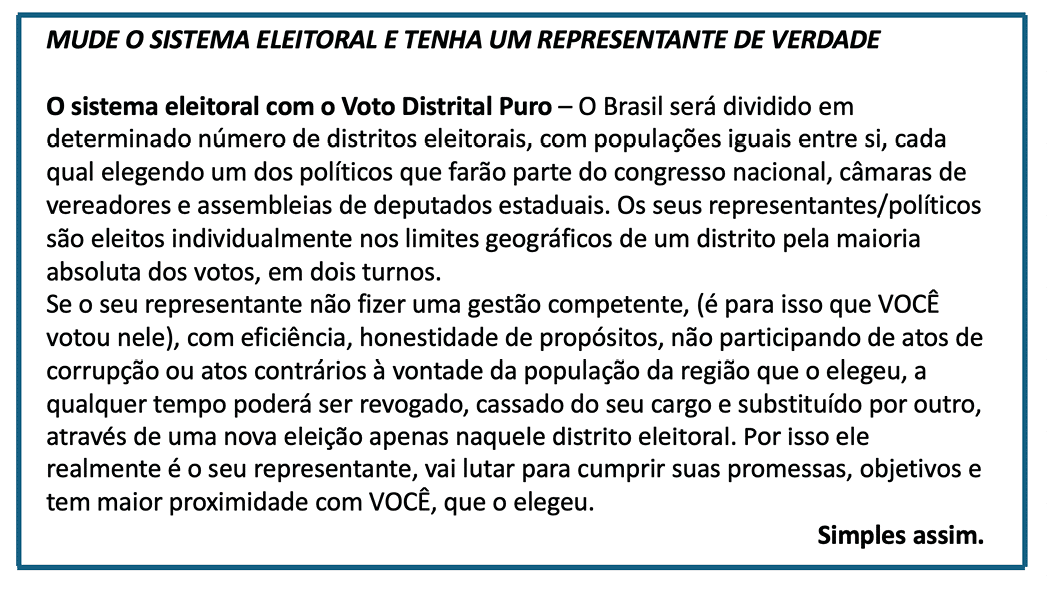 MUDE O SISTEMA ELEITORAL E TENHA UM REPRESENTANTE DE VERDADE
O sistema eleitoral com o Voto Distrital Puro – O Brasil será dividido em
determinado número de distritos eleitorais, com populações iguais entre si, cada
qual elegendo um dos políticos que farão parte do congresso nacional, câmaras de
vereadores e assembleias de deputados estaduais. Os seus representantes/políticos
são eleitos individualmente nos limites geográficos de um distrito pela maioria
absoluta dos votos, em dois turnos.
Se o seu representante não fizer uma gestão competente, (é para isso que VOCÊ
votou nele), com eficiência, honestidade de propósitos, não participando de atos de
corrupção ou atos contrários à vontade da população da região que o elegeu, a
qualquer tempo poderá ser revogado, cassado do seu cargo e substituído por outro,
através de uma nova eleição apenas naquele distrito eleitoral. Por isso ele
realmente é o seu representante, vai lutar para cumprir suas promessas, objetivos e
tem maior proximidade com VOCÊ, que o elegeu.
Simples assim.